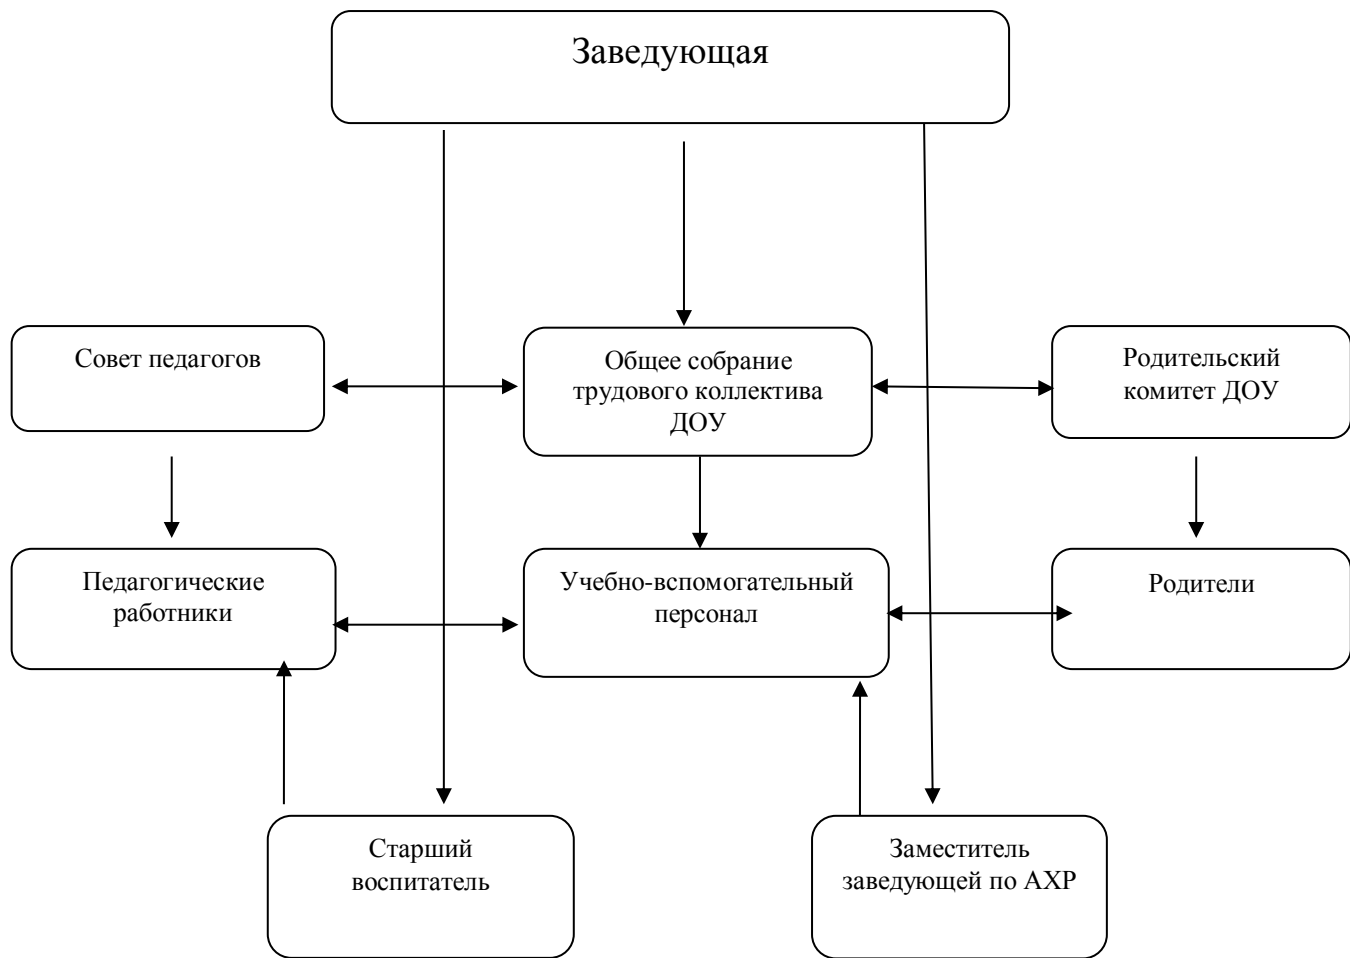 Заведующая
Совет педагогов
Общее собрание
трудового коллектива
ДОУ
Родительский
комитет ДОУ
Педагогические
работники
Учебно-вспомогательный
персонал
Родители
Старший
воспитатель
Заместитель
заведующей по АХР